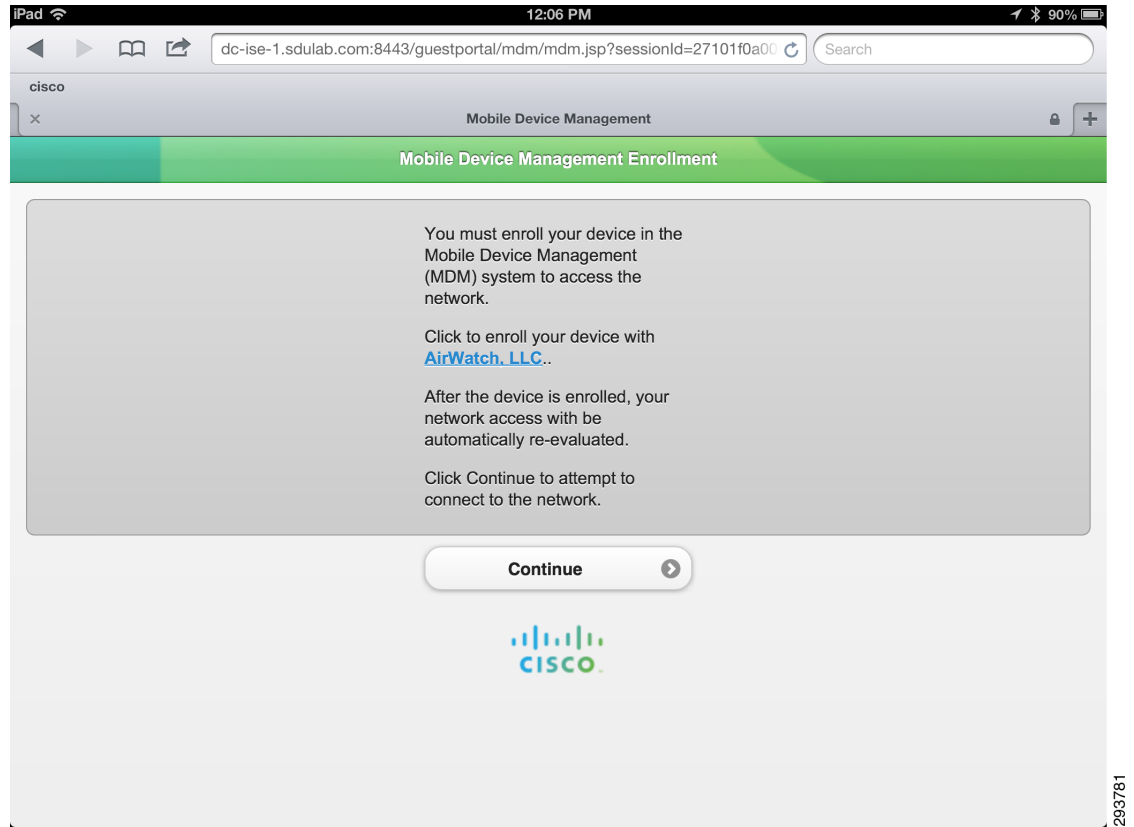 iPad 12:06 PM 90%
dc-ise-1.sdulab.com:8443/guestportal/mdm/mdm.jsp?sessionId=27101f0a00 Search
cisco
Mobile Device Management
Mobile Device Management Enrollment
You must enroll your device in the
Mobile Device Management
(MDM) system to access the
network.
Click to enroll your device with
AirWatch, LLC..
After the device is enrolled, your
network access with be
automatically re-evaluated.
Click Continue to attempt to
connect to the network.
Continue
CISCO
293781